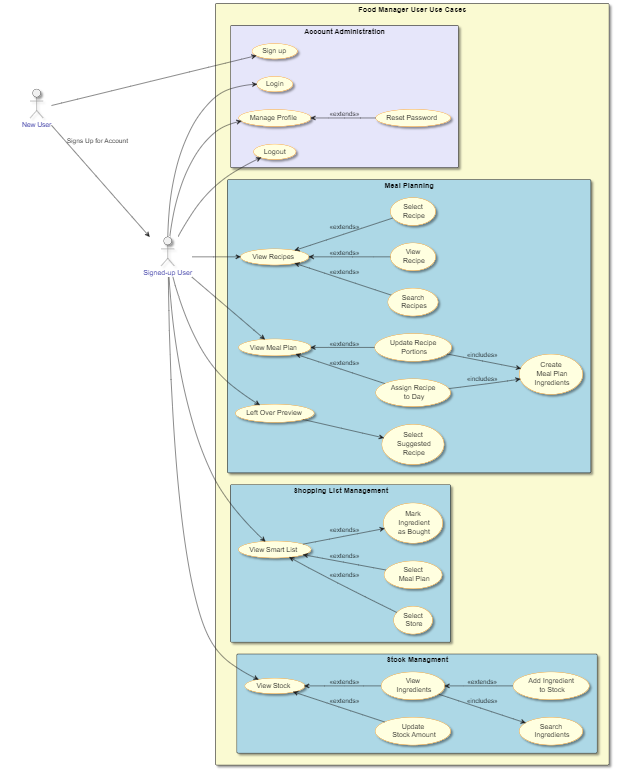 Food Manager User Use Cases
Account Administration
Sign up
Login
Manage Profile
«extends»
Reset Password
Logout
New User
Signs Up for Account
Signed-up User
Meal Planning
Select
Recipe
«extends»
View Recipes
«extends»
View
Recipe
«extends»
Search
Recipes
View Meal Plan
«extends»
Update Recipe
Portions
«includes»
«extends»
Assign Recipe
to Day
«includes»
Create
Meal Plan
Ingredients
Left Over Preview
Select
Suggested
Recipe
Shopping List Management
Mark
Ingredient
as Bought
«extends»
View Smart List
«extends»
Select
Meal Plan
«extends»
Select
Store
Stock Managment
View Stock
«extends»
View
Ingredients
«extends»
Add Ingredient
to Stock
«extends»
«includes»
Update
Stock Amount
Search
Ingredients